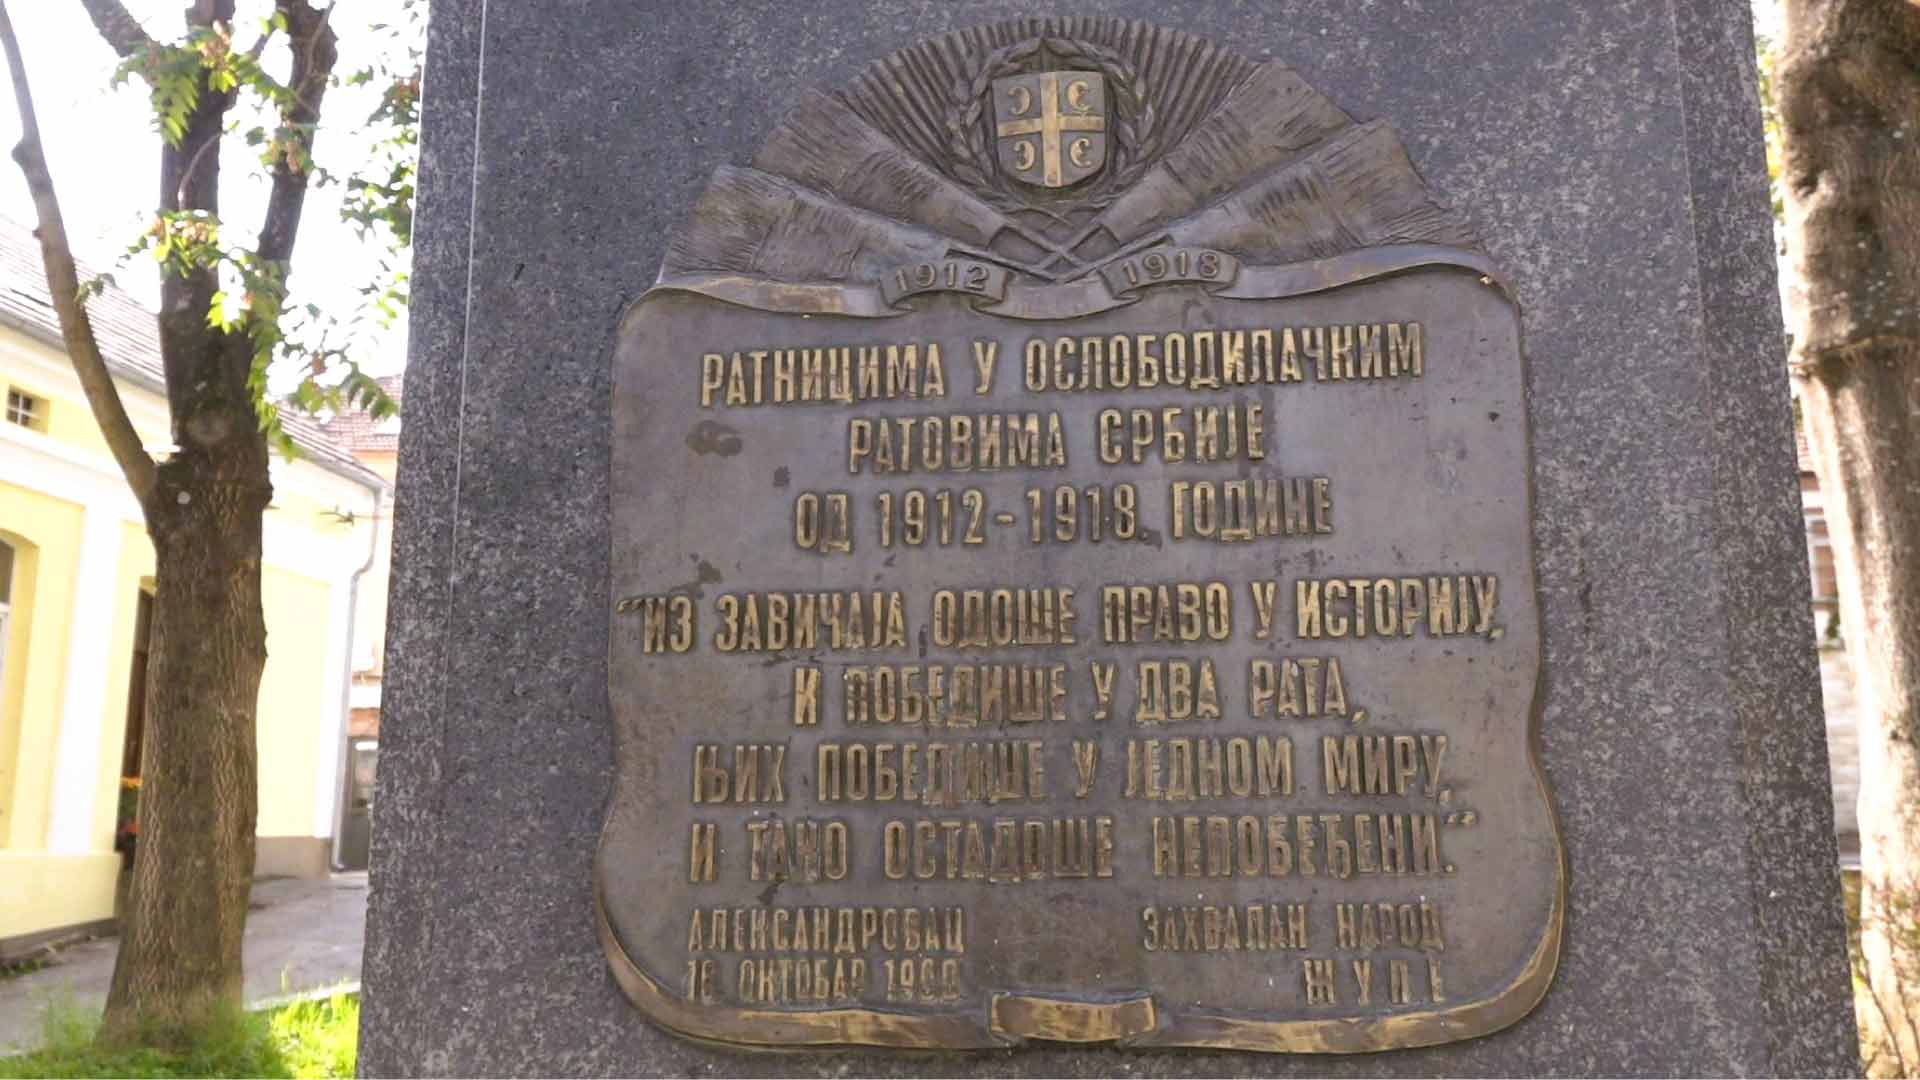 1912 1918
РАТНИЦИМА У ОСЛОБОДИЛАЧКИМ
РАТОВИМА СРБИЈЕ
ОД 1912-1918. ГОДИНЕ
"ИЗ ЗАВИЧАЈА ОДОШЕ ПРАВО У ИСТОРИЈУ,
И ПОБЕДИШЕ У ДВА РАТА,
ЊИХ ПОБЕДИШЕ У ЈЕДНОМ МИРУ,
И ТАКО ОСТАДОШЕ НЕПОБЕЂЕНИ."
АЛЕКСАНДРОВАЦ ЗАХВАЛАН НАРОД
ОКТОБАР ЖУПЕ